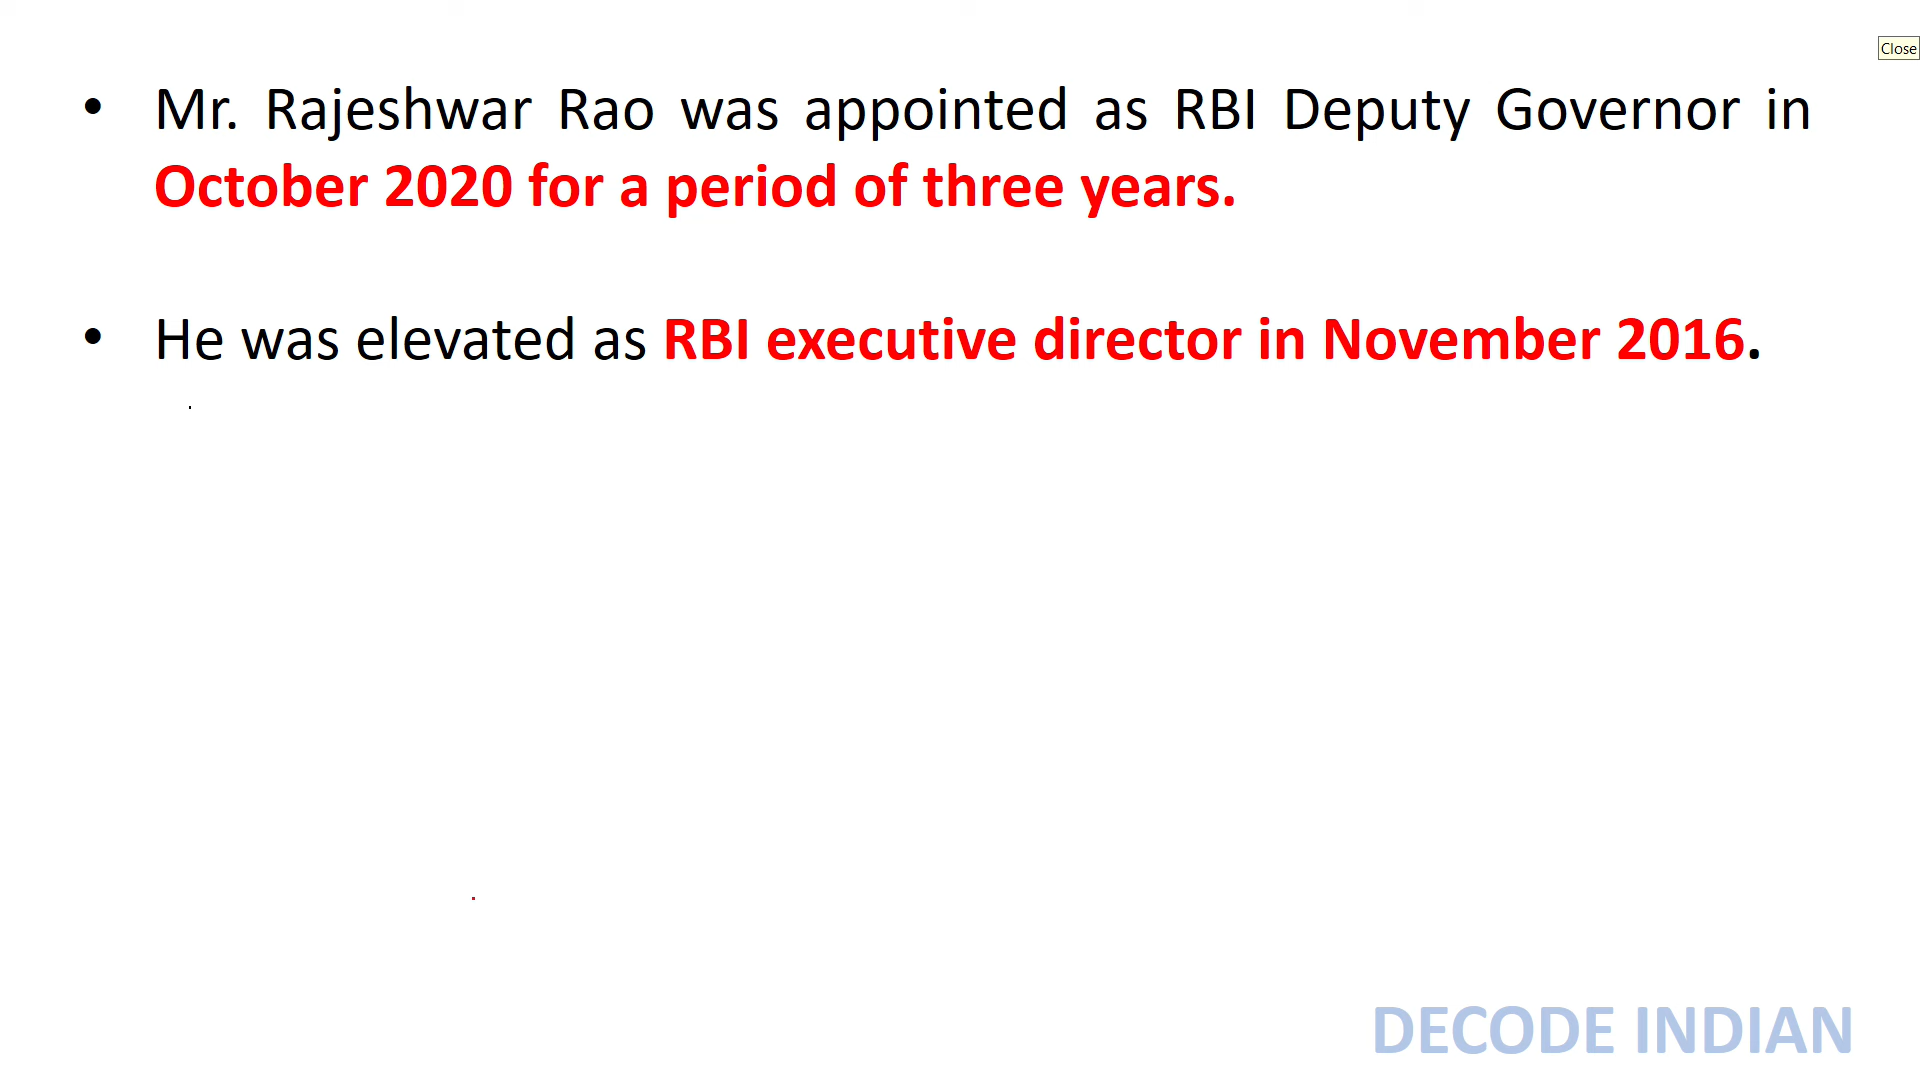 Close
• Mr. Rajeshwar Rao was appointed as RBI Deputy Governor in
October 2020 for a period of three years.
• He was elevated as RBI executive director in November 2016.
DECODE INDIAN